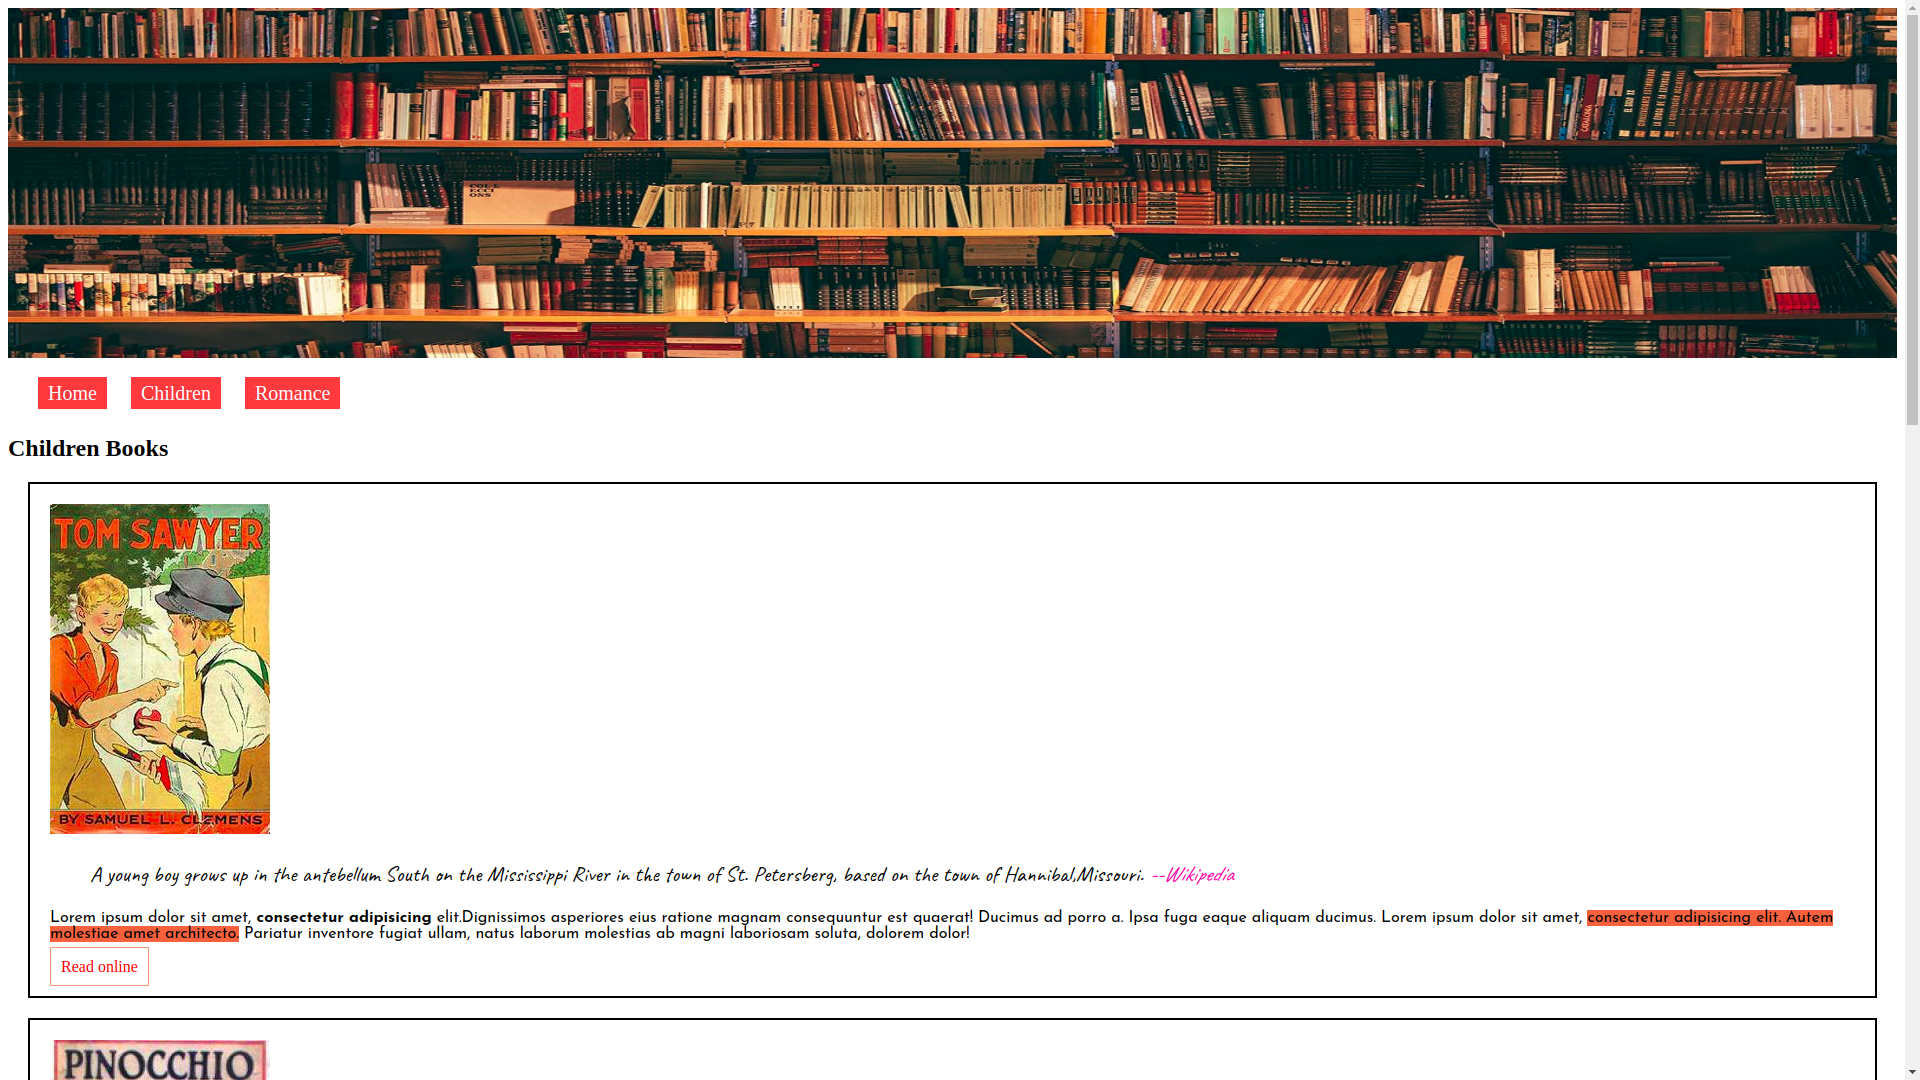 COL·L
ECCI
ONS
Home Children Romance
Children Books
TOM SAWYER
BY SAMUEL L. CLEMENS
A young boy grows up in the antebellum South on the Mississippi River in the town of St. Petersberg, based on the town of Hannibal,Missouri. --Wikipedia
Lorem ipsum dolor sit amet, consectetur adipisicing elit.Dignissimos asperiores eius ratione magnam consequuntur est quaerat! Ducimus ad porro a. Ipsa fuga eaque aliquam ducimus. Lorem ipsum dolor sit amet, consectetur adipisicing elit. Autem
molestiae amet architecto. Pariatur inventore fugiat ullam, natus laborum molestias ab magni laboriosam soluta, dolorem dolor!
Read online
PINOCCHIO